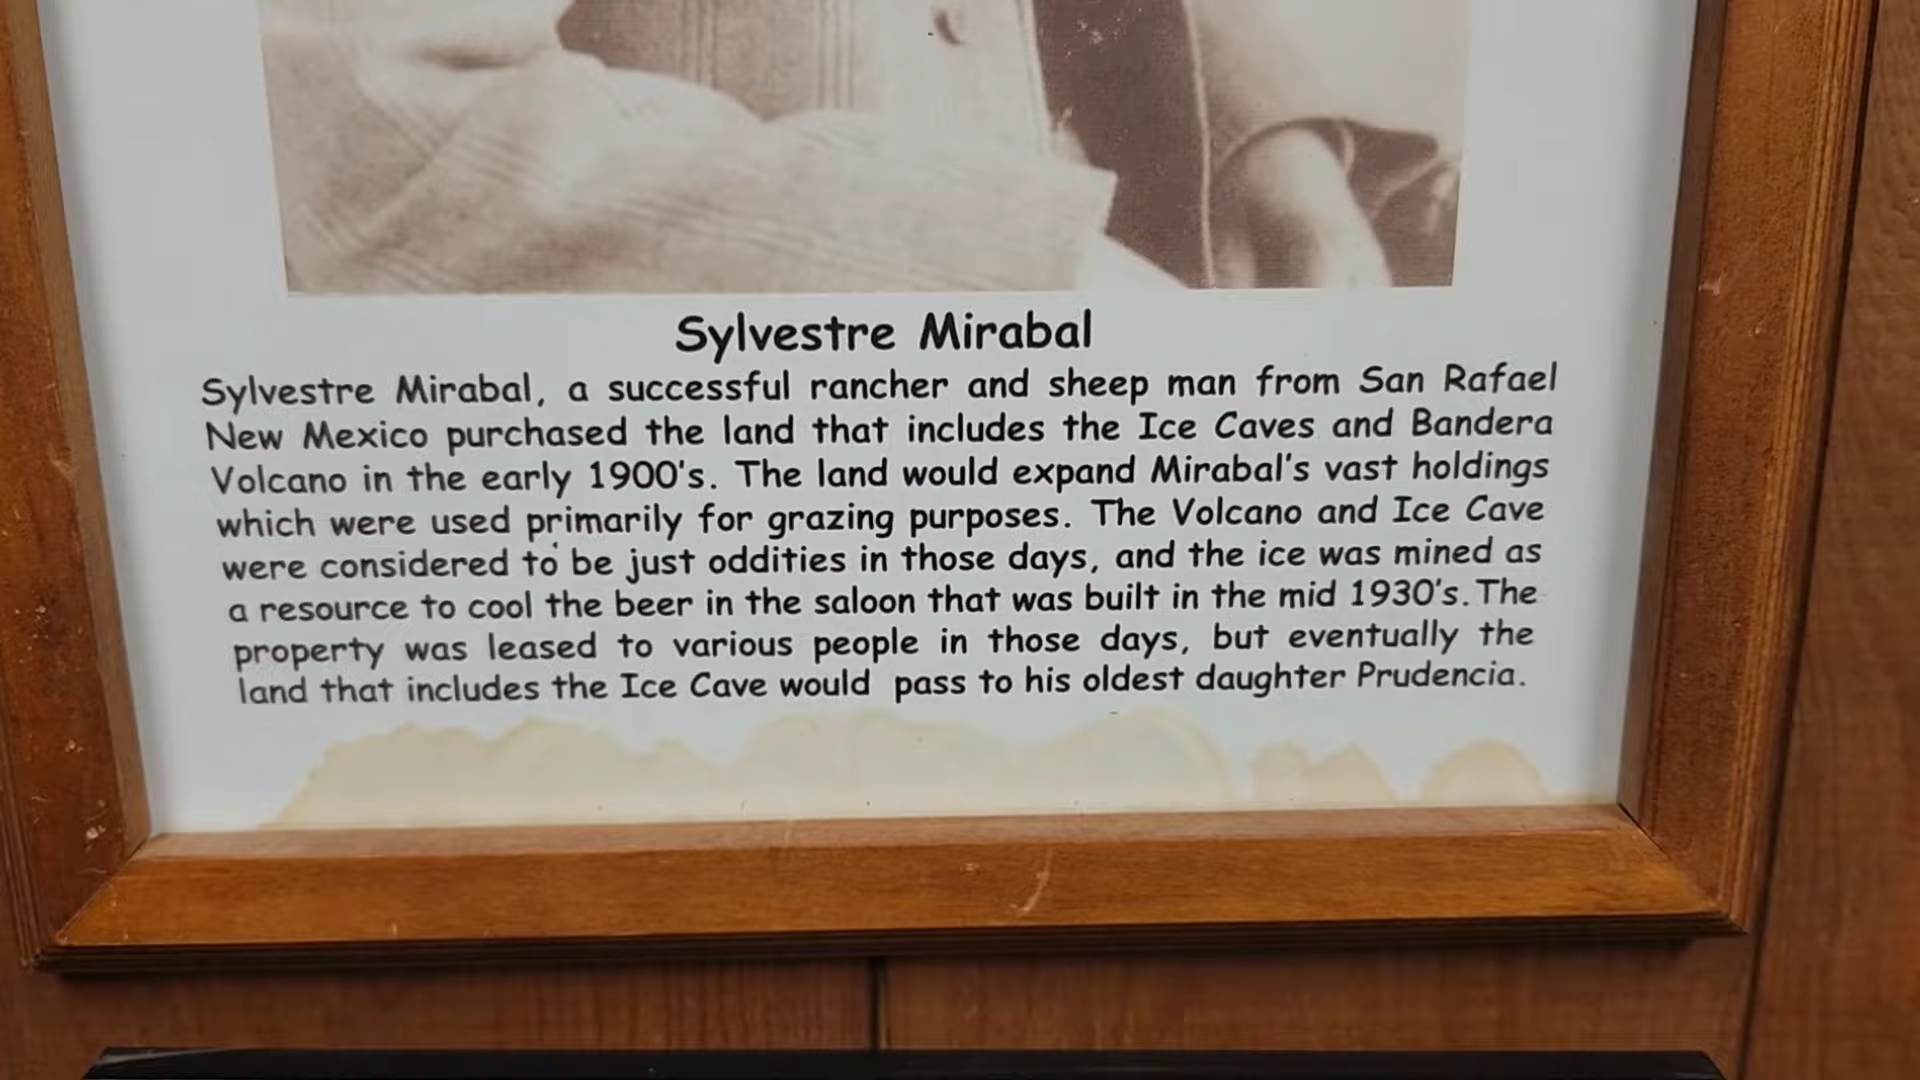 Sylvestre Mirabal
Sylvestre Mirabal, a successful rancher and sheep man from San Rafael
New Mexico purchased the land that includes the Ice Caves and Bandera
Volcano in the early 1900's. The land would expand Mirabal's vast holdings
which were used primarily for grazing purposes. The Volcano and Ice Cave
were considered to be just oddities in those days, and the ice was mined as
a resource to cool the beer in the saloon that was built in the mid 1930's. The
property was leased to various people in those days, but eventually the
land that includes the Ice Cave would pass to his oldest daughter Prudencia.